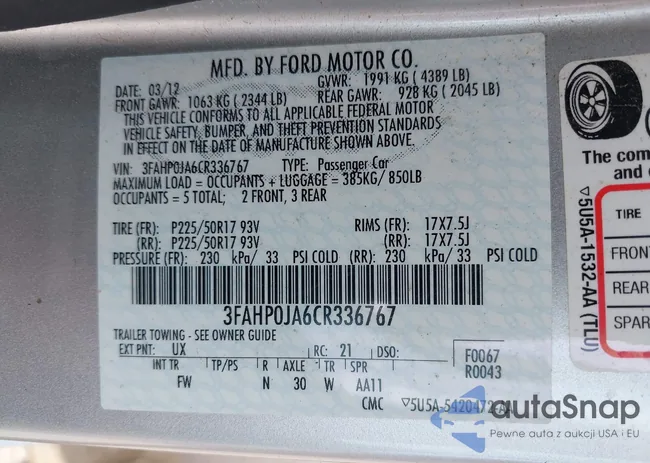 MFD. BY FORD MOTOR CO.
DATE: 03/12 GVWR: 1991 KG ( 4389 LB)
FRONT GAWR: 1063 KG ( 2344 LB) REAR GAWR: 928 KG ( 2045 LB)
THIS VEHICLE CONFORMS TO ALL APPLICABLE FEDERAL MOTOR
VEHICLE SAFETY, BUMPER, AND THEFT PREVENTION STANDARDS
IN EFFECT ON THE DATE OF MANUFACTURE SHOWN ABOVE.
VIN: 3FAHP0JA6CR336767 TYPE: Passenger Car
MAXIMUM LOAD = OCCUPANTS + LUGGAGE = 385KG/ 850LB
OCCUPANTS = 5 TOTAL; 2 FRONT, 3 REAR
TIRE (FR): P225/50R17 93V RIMS (FR): 17X7.5J
(RR): P225/50R17 93V (RR): 17X7.5J
PRESSURE (FR): 230 kPa/ 33 PSI COLD (RR): 230 kPa/ 33 PSI COLD
3FAHP0JA6CR336767
TRAILER TOWING - SEE OWNER GUIDE
EXT PNT: UX RC: 21 DSO: F0067
R0043
INT TR TP/PS R AXLE TR SPR
FW N 30 W AA11
CMC ▽5U5A-5420472-AA
The com
and c
▽5U5A-1532-AA (TLU)
TIRE
FRONT
REAR
SPAR
autoSnap
Pewne auta z aukcji USA i EU